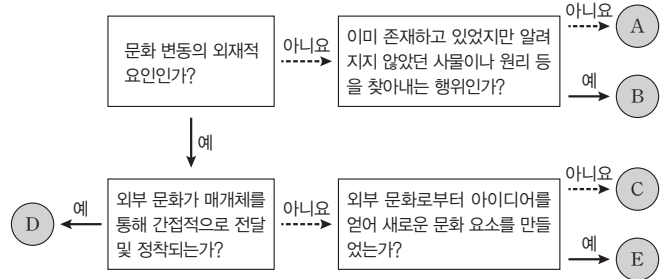 문화 변동의 외재적
요인인가?
아니요
이미 존재하고 있었지만 알려
지지 않았던 사물이나 원리 등
을 찾아내는 행위인가?
아니요
A
예
B
예
D
예
외부 문화가 매개체를
통해 간접적으로 전달
및 정착되는가?
아니요
외부 문화로부터 아이디어를
얻어 새로운 문화 요소를 만들
었는가?
아니요
C
예
E